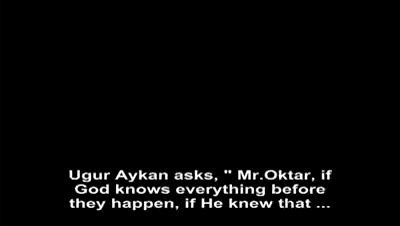 Ugur Aykan asks, " Mr.Oktar, if
God knows everything before
they happen, if He knew that ...